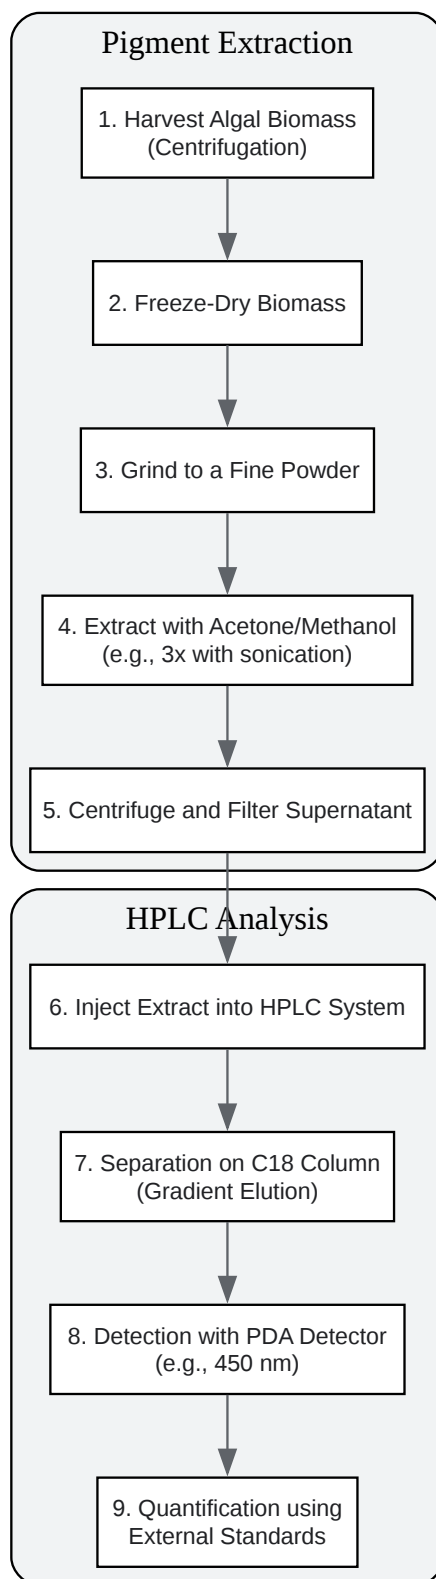 Pigment Extraction
1. Harvest Algal Biomass
(Centrifugation)
2. Freeze-Dry Biomass
3. Grind to a Fine Powder
4. Extract with Acetone/Methanol
(e.g., 3x with sonication)
5. Centrifuge and Filter Supernatant
HPLC Analysis
6. Inject Extract into HPLC System
7. Separation on C18 Column
(Gradient Elution)
8. Detection with PDA Detector
(e.g., 450 nm)
9. Quantification using
External Standards